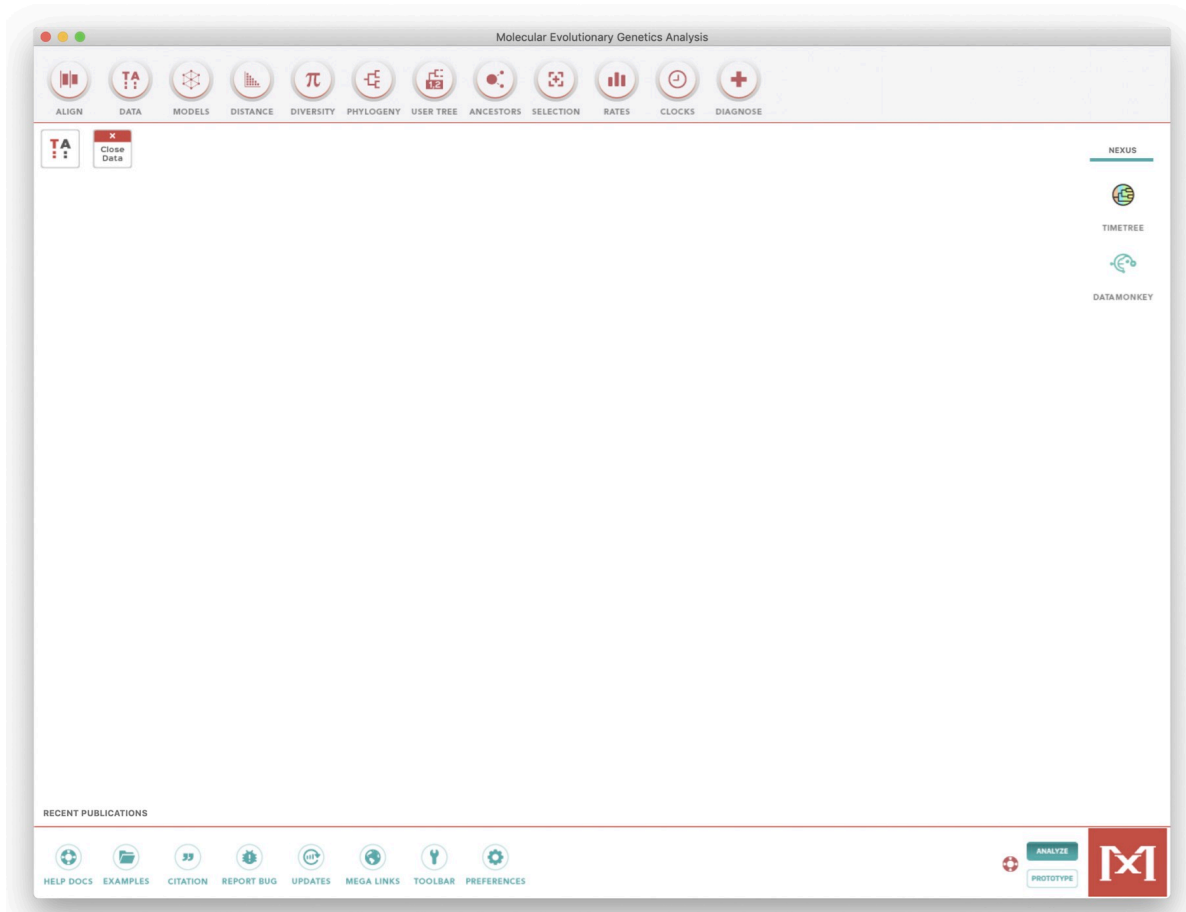 Molecular Evolutionary Genetics Analysis
TA
π
12
ALIGN DATA MODELS DISTANCE DIVERSITY PHYLOGENY USER TREE ANCESTORS SELECTION RATES CLOCKS DIAGNOSE
TA
x
Close
Data
NEXUS
TIMETREE
DATAMONKEY
RECENT PUBLICATIONS
HELP DOCS EXAMPLES CITATION REPORT BUG UPDATES MEGA LINKS TOOLBAR PREFERENCES
ANALYZE
PROTOTYPE
M